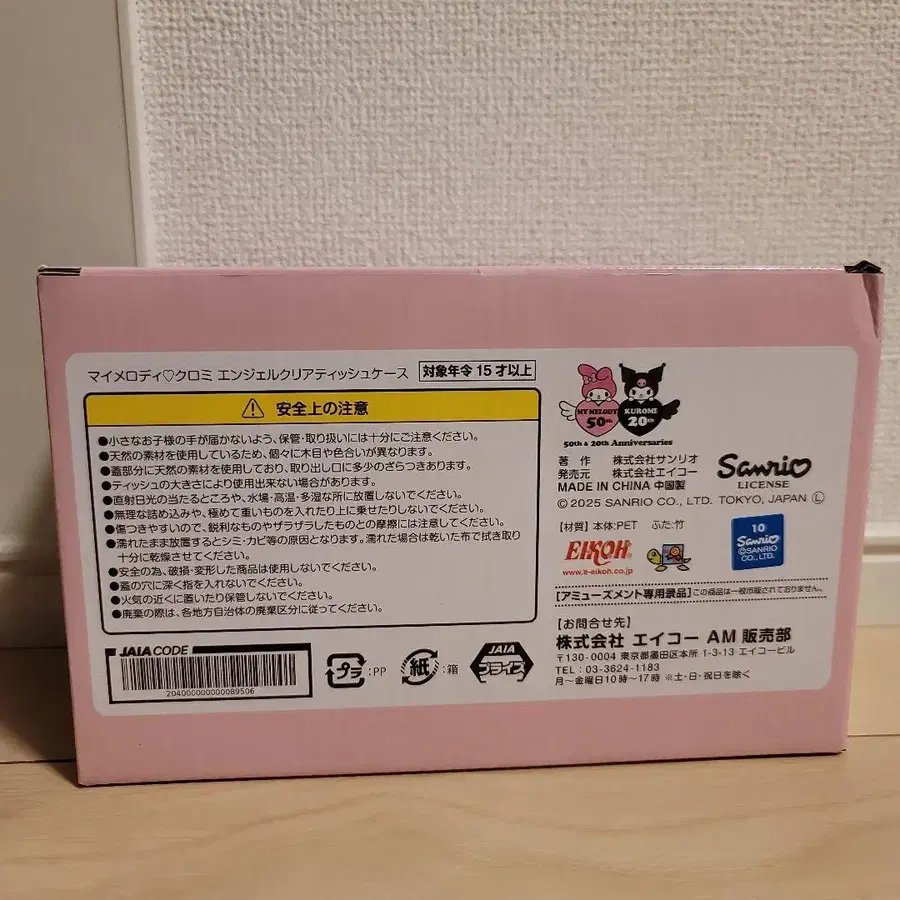 マイメロディ♡クロミ エンジェルクリアティッシュケース
対象年令 15才以上
安全上の注意
●小さなお子様の手が届かないよう、保管・取り扱いには十分にご注意ください。
●天然の素材を使用しているため、個々に木目や色合いが異なります。
●蓋部分に天然の素材を使用しており、取り出し口に多少のざらつきあります。
●ティッシュの大きさにより使用出来ない場合があります。
●直射日光の当たるところや、水場・高温・多湿な所に放置しないでください。
●無理な詰め込みや、極めて重いものを入れたり上に乗せたりしないでください。
●傷つきやすいので、鋭利なものやザラザラしたものとの摩擦には注意してください。
●濡れたまま放置するとシミ・カビ等の原因となります。濡れた場合は乾いた布で拭き取り
十分に乾燥させてください。
●安全の為、破損・変形した商品は使用しないでください。
●蓋の穴に深く指を入れないでください。
●火気の近くに置いたり保管しないでください。
●廃棄の際は、各地方自治体の廃棄区分に従ってください。
JAIA CODE
2040000000000089506
プラ :PP
紙 :箱
JAIA
プライズ
MY MELODY
50th
KUROMI
20th
50th & 20th Anniversaries
著 作 株式会社サンリオ
発売元 株式会社エイコー
MADE IN CHINA 中国製
© 2025 SANRIO CO., LTD. TOKYO, JAPAN Ⓛ
Sanrio
LICENSE
[材質] 本体:PET ふた:竹
EIKOH
www.e-eikoh.co.jp
10
Sanrio
©SANRIO
CO., LTD.
[アミューズメント専用景品] この商品は一般市販されておりません。
【お問合せ先】
株式会社 エイコー AM 販売部
〒130-0004 東京都墨田区本所 1-3-13 エイコービル
TEL:03-3624-1183
月～金曜日10時～17時 ※土・日・祝日を除く